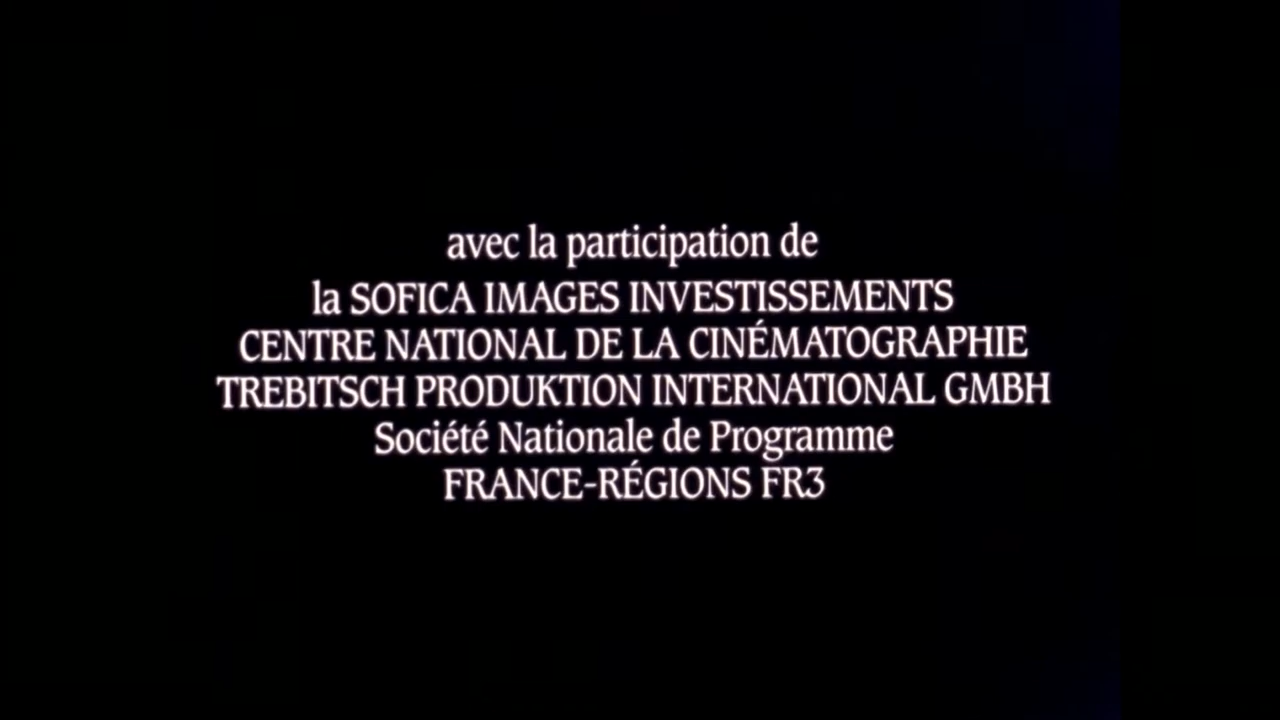 avec la participation de
la SOFICA IMAGES INVESTISSEMENTS
CENTRE NATIONAL DE LA CINÉMATOGRAPHIE
TREBITSCH PRODUKTION INTERNATIONAL GMBH
Société Nationale de Programme
FRANCE-RÉGIONS FR3